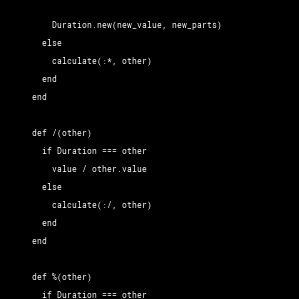 Duration.new(new_value, new_parts)
else
calculate(:*, other)
end
end
def /(other)
if Duration === other
value / other.value
else
calculate(:/, other)
end
end
def %(other)
if Duration === other